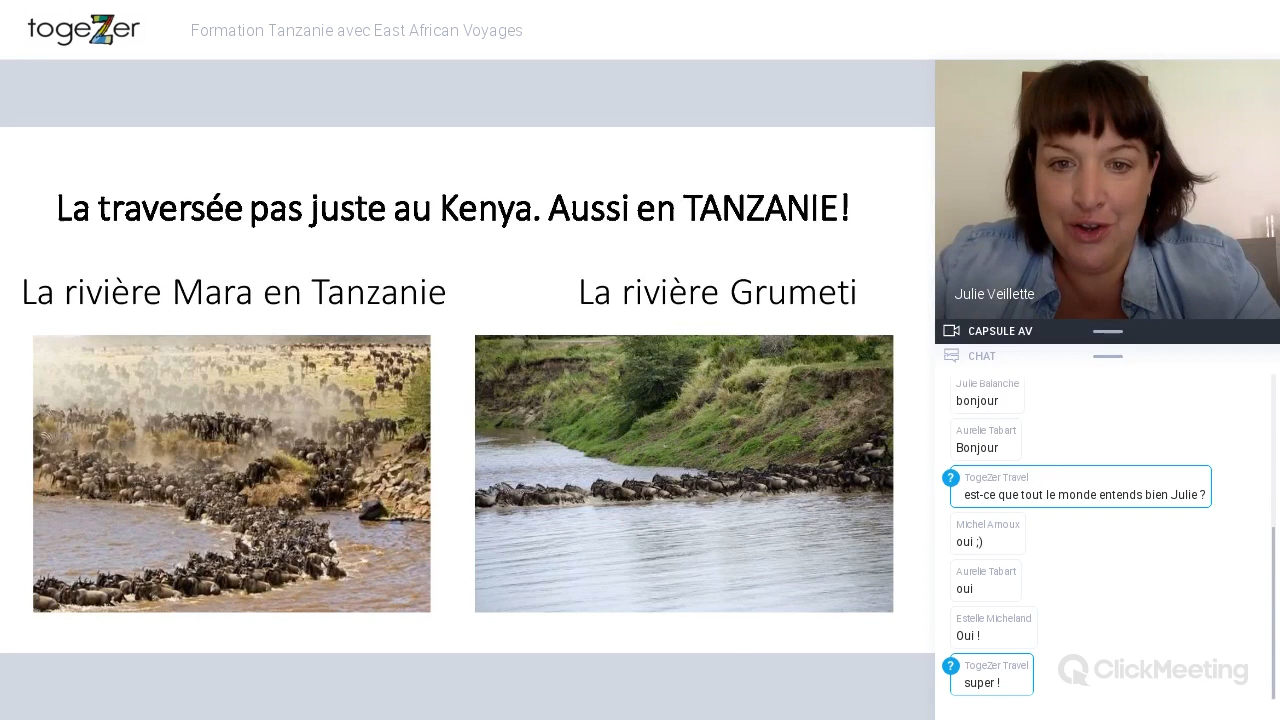 togeZer
Formation Tanzanie avec East African Voyages
La traversée pas juste au Kenya. Aussi en TANZANIE!
La rivière Mara en Tanzanie
La rivière Grumeti
Julie Veillette
CAPSULE AV
CHAT
Julie Balanche
bonjour
Aurelie Tabart
Bonjour
?
TogeZer Travel
est-ce que tout le monde entends bien Julie ?
Michel Arnoux
oui ;)
Aurelie Tabart
oui
Estelle Micheland
Oui !
?
TogeZer Travel
super !
ClickMeeting